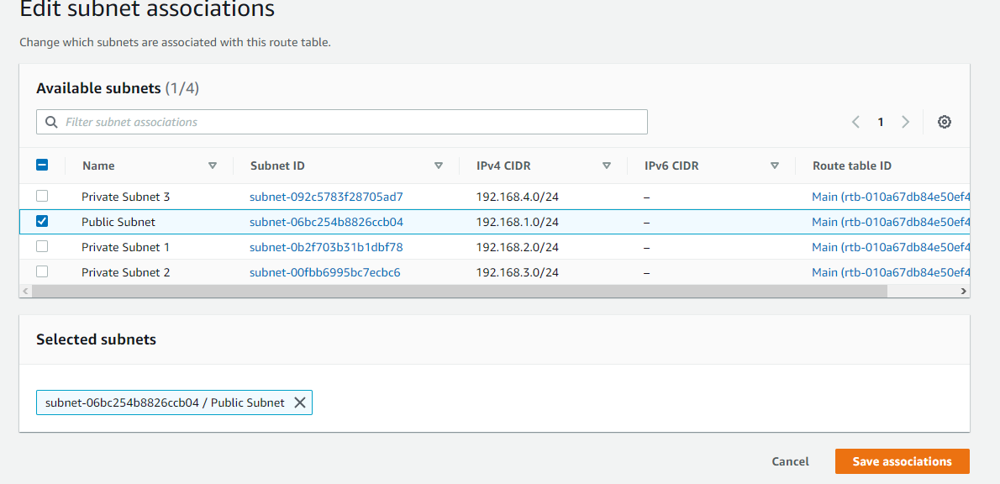 Edit subnet associations
Change which subnets are associated with this route table.
Available subnets (1/4)
Filter subnet associations
1
Name Subnet ID IPv4 CIDR IPv6 CIDR Route table ID
Private Subnet 3 subnet-092c5783f28705ad7 192.168.4.0/24 – Main (rtb-010a67db84e50ef4
Public Subnet subnet-06bc254b8826ccb04 192.168.1.0/24 – Main (rtb-010a67db84e50ef4
Private Subnet 1 subnet-0b2f703b31b1dbf78 192.168.2.0/24 – Main (rtb-010a67db84e50ef4
Private Subnet 2 subnet-00fbb6995bc7ecbc6 192.168.3.0/24 – Main (rtb-010a67db84e50ef4
Selected subnets
subnet-06bc254b8826ccb04 / Public Subnet
Cancel Save associations